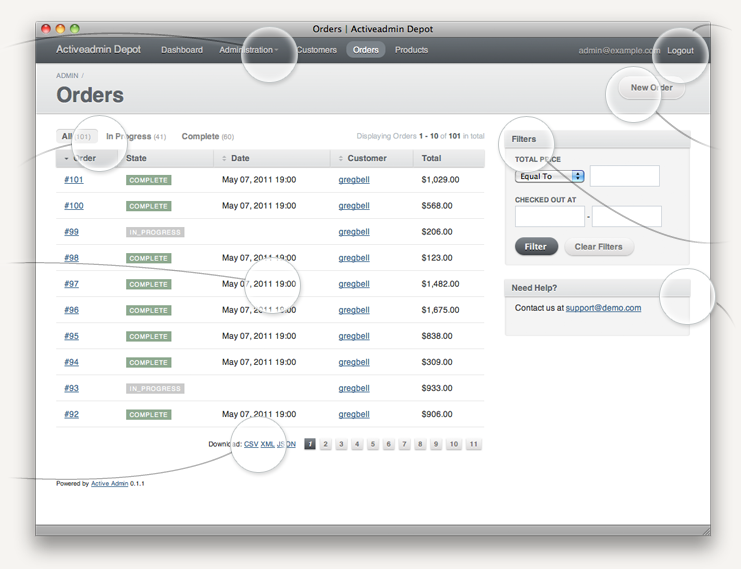 Orders | Activeadmin Depot
Activeadmin Depot Dashboard Administration Customers Orders Products admin@example.com Logout
ADMIN /
Orders
New Order
All (101) In Progress (41) Complete (60) Displaying Orders 1 - 10 of 101 in total
Order State Date Customer Total
#101 COMPLETE May 07, 2011 19:00 gregbell $1,029.00
#100 COMPLETE May 07, 2011 19:00 gregbell $568.00
#99 IN_PROGRESS gregbell $206.00
#98 COMPLETE May 07, 2011 19:00 gregbell $123.00
#97 COMPLETE May 07, 2011 19:00 gregbell $1,482.00
#96 COMPLETE May 07, 2011 19:00 gregbell $1,675.00
#95 COMPLETE May 07, 2011 19:00 gregbell $838.00
#94 COMPLETE May 07, 2011 19:00 gregbell $309.00
#93 IN_PROGRESS gregbell $933.00
#92 COMPLETE May 07, 2011 19:00 gregbell $906.00
Download: CSV XML JSON 1 2 3 4 5 6 7 8 9 10 11
Filters
TOTAL PRICE
Equal To
CHECKED OUT AT
-
Filter Clear Filters
Need Help?
Contact us at support@demo.com
Powered by Active Admin 0.1.1